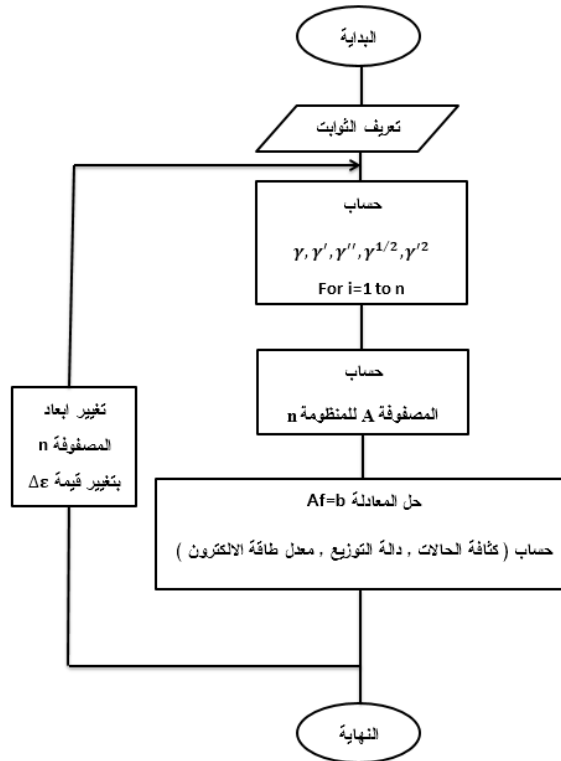 البداية
تعريف الثوابت
حساب
γ, γ′, γ′′, γ^{1/2}, γ′^2
For i=1 to n
حساب
المصفوفة A للمنظومة n
تغيير ابعاد
المصفوفة n
بتغيير قيمة Δε
حل المعادلة Af=b
حساب ( كثافة الحالات , دالة التوزيع , معدل طاقة الالكترون )
النهاية